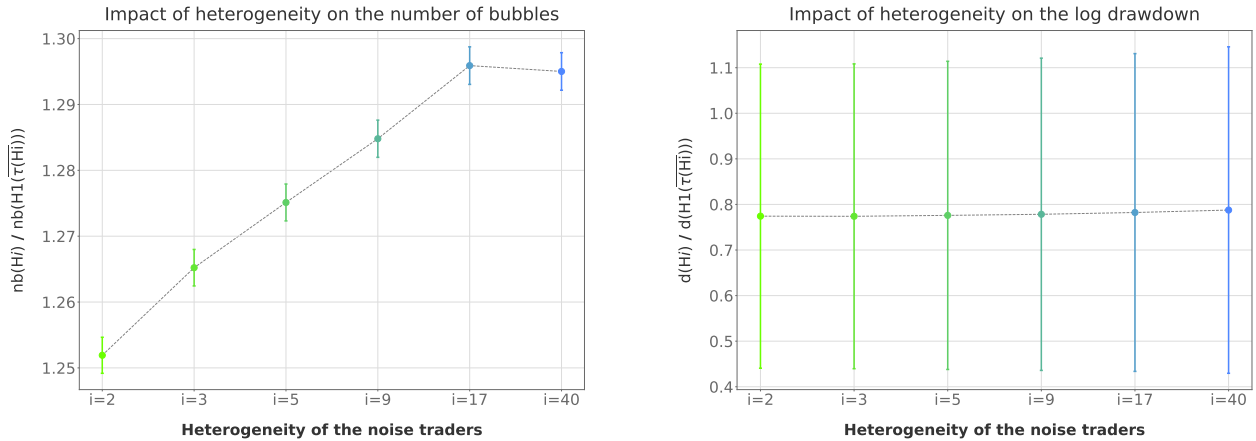 Impact of heterogeneity on the number of bubbles
nb(Hi) / nb(H1(τ(Hi)))
1.30
1.29
1.28
1.27
1.26
1.25
i=2 i=3 i=5 i=9 i=17 i=40
Heterogeneity of the noise traders
Impact of heterogeneity on the log drawdown
d(Hi) / d(H1(τ(Hi)))
1.1
1.0
0.9
0.8
0.7
0.6
0.5
0.4
i=2 i=3 i=5 i=9 i=17 i=40
Heterogeneity of the noise traders